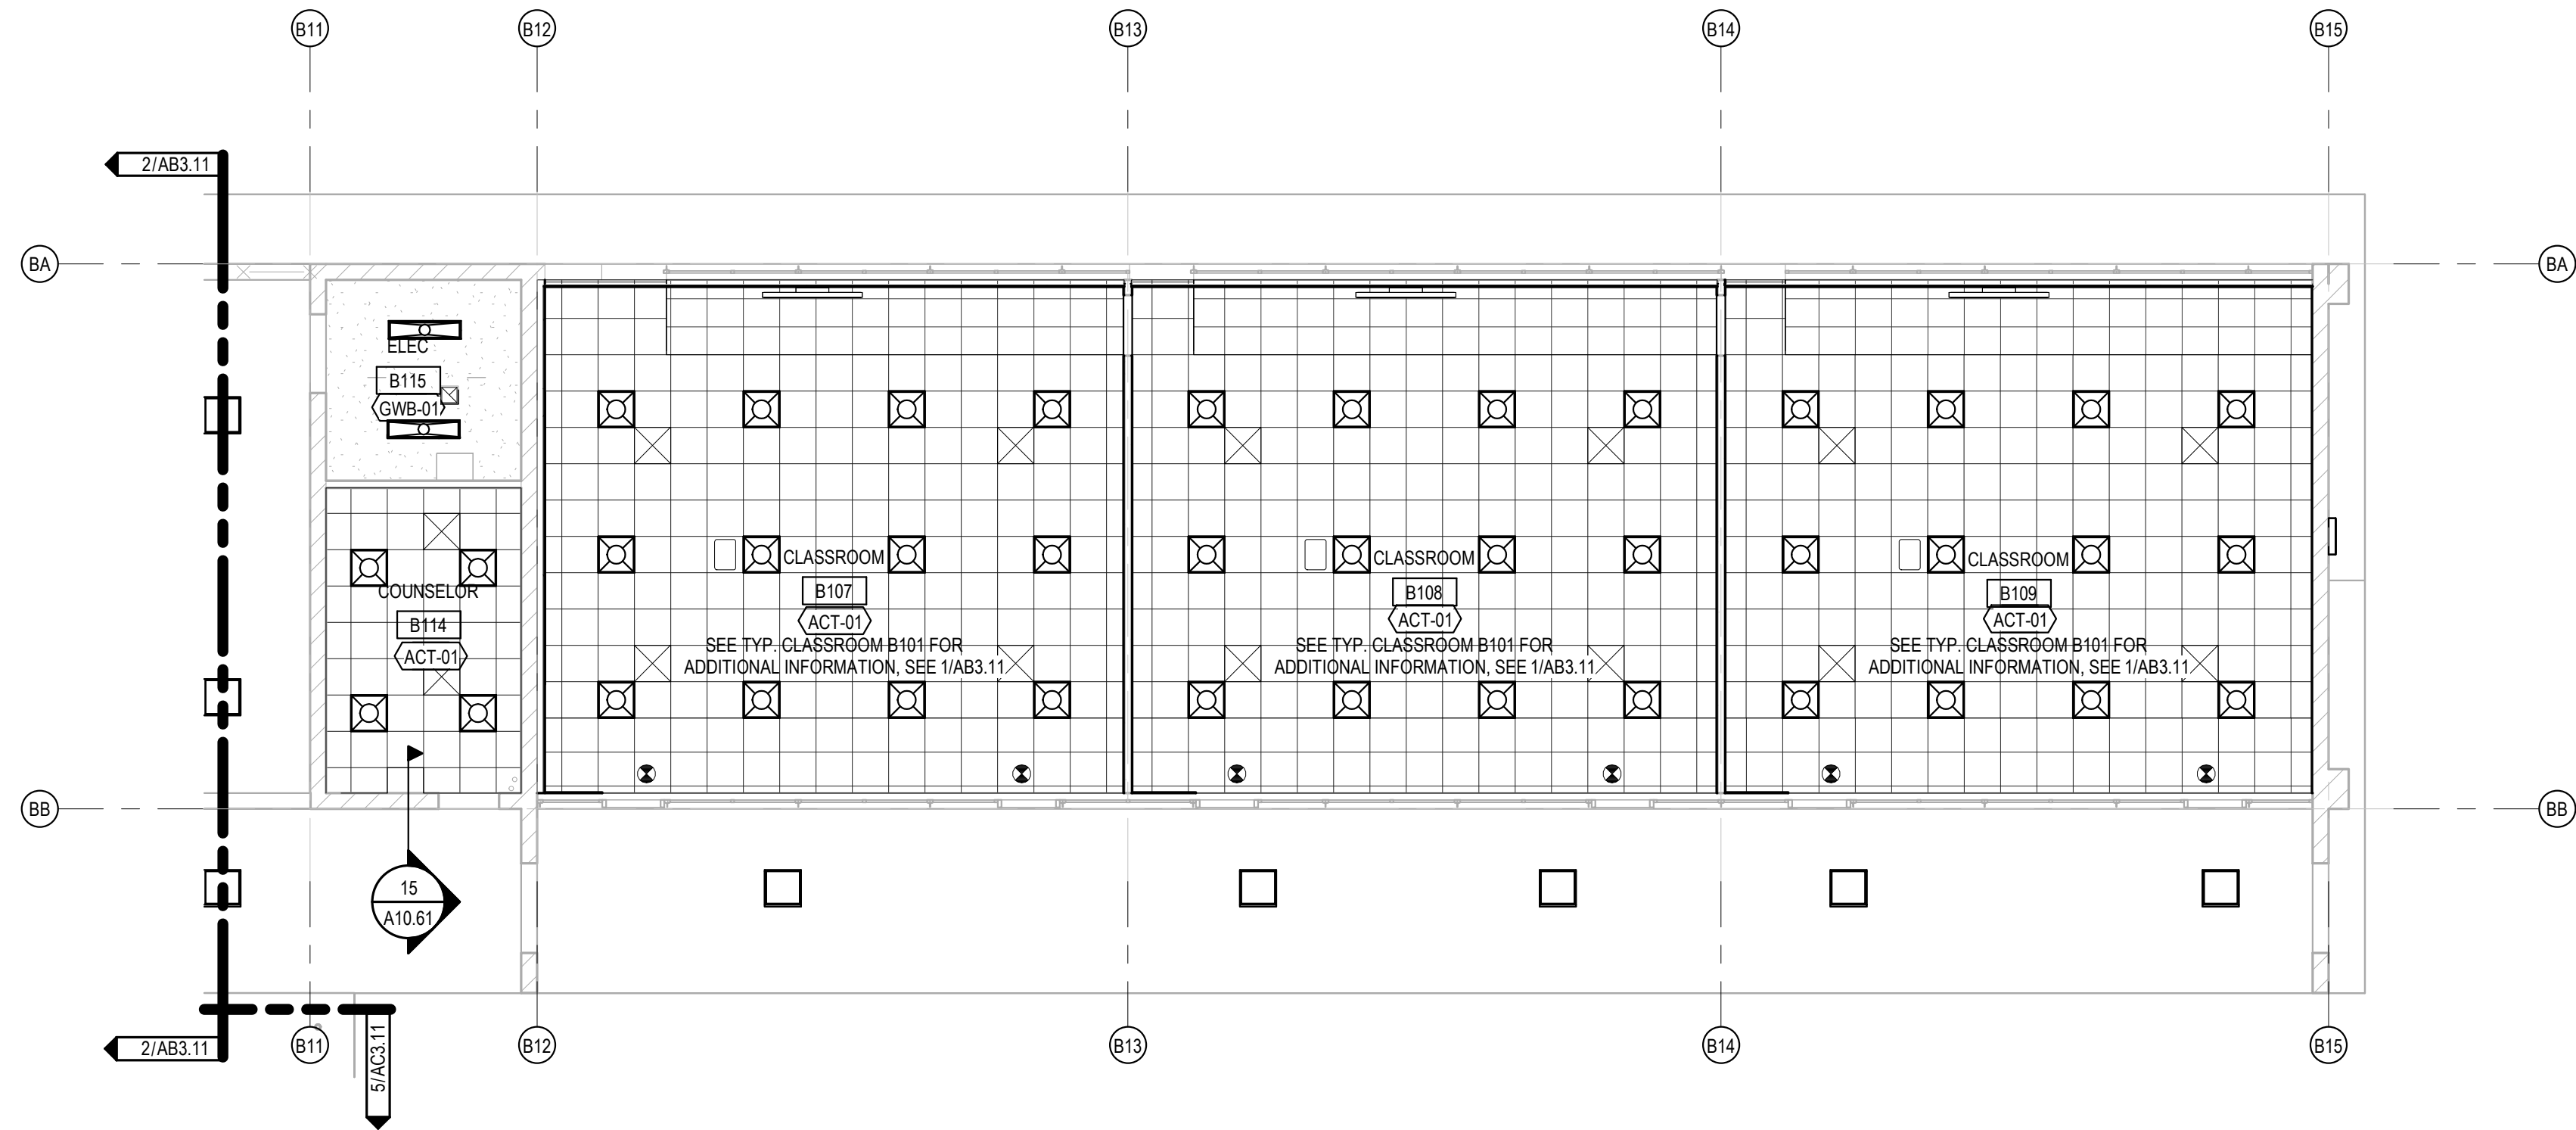 B11
B12
B13
B14
B15
2/AB3.11
BA
BA
ELEC
B115
GWB-01
COUNSELOR
B114
ACT-01
CLASSROOM
B107
ACT-01
SEE TYP. CLASSROOM B101 FOR
ADDITIONAL INFORMATION, SEE 1/AB3.11
CLASSROOM
B108
ACT-01
SEE TYP. CLASSROOM B101 FOR
ADDITIONAL INFORMATION, SEE 1/AB3.11
CLASSROOM
B109
ACT-01
SEE TYP. CLASSROOM B101 FOR
ADDITIONAL INFORMATION, SEE 1/AB3.11
BB
BB
15
A10.61
2/AB3.11
5/AC3.11
B11
B12
B13
B14
B15